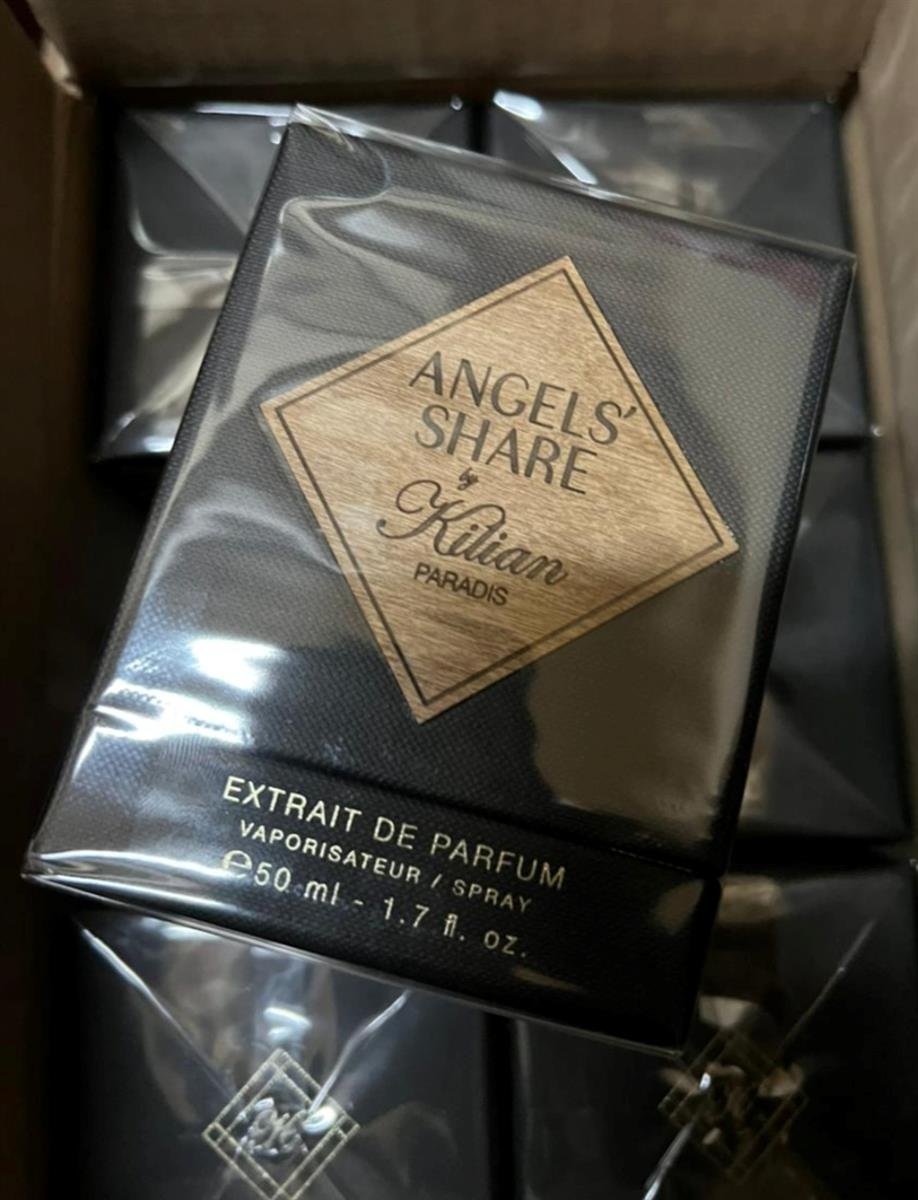 ANGELS'
SHARE
by
Kilian
PARADIS
EXTRAIT DE PARFUM
VAPORISATEUR / SPRAY
℮50 ml - 1.7 fl. oz.